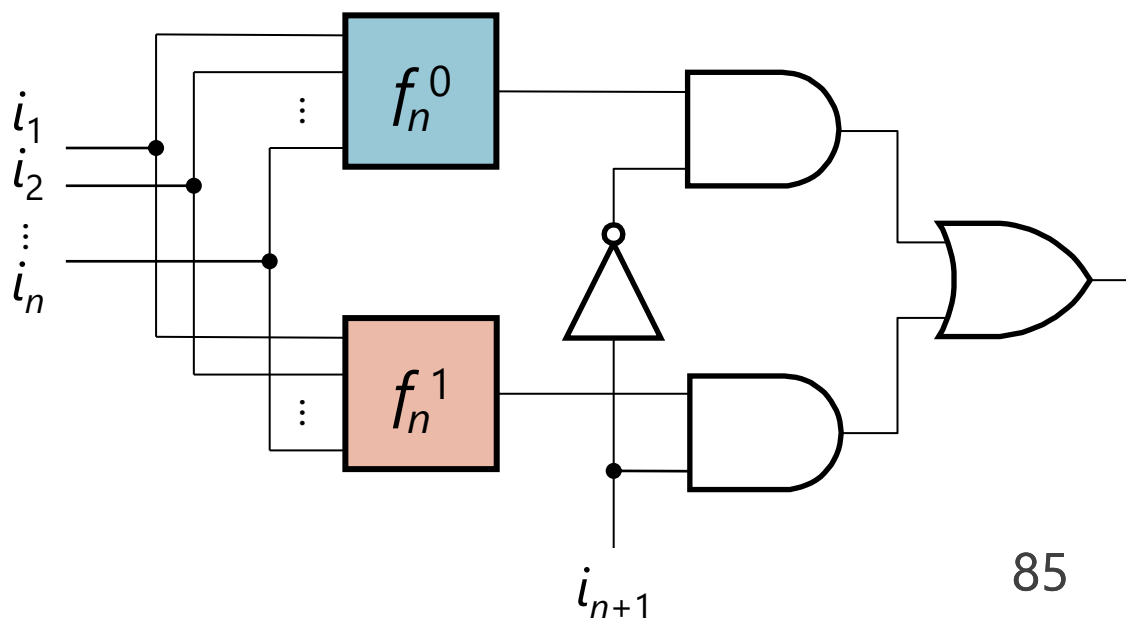 i₁
i₂
⋮
iₙ
fₙ⁰
⋮
fₙ¹
⋮
iₙ₊₁
85